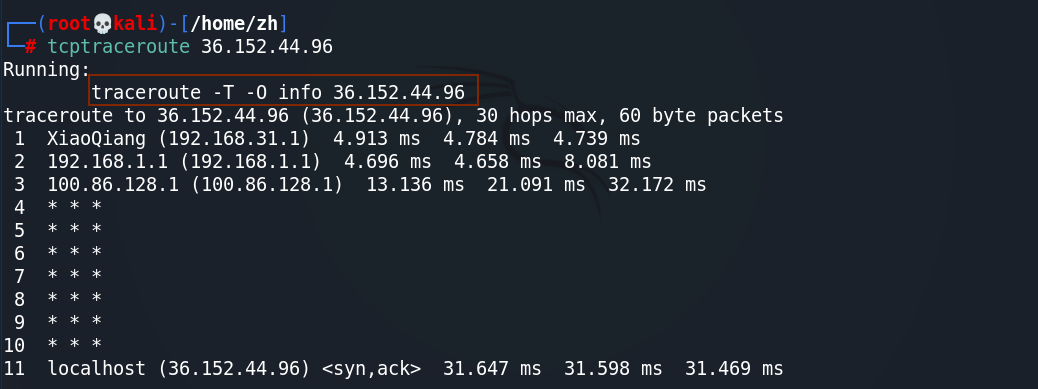 ┌──(root💀kali)-[/home/zh]
└─# tcptraceroute 36.152.44.96
Running:
        traceroute -T -O info 36.152.44.96
traceroute to 36.152.44.96 (36.152.44.96), 30 hops max, 60 byte packets
 1  XiaoQiang (192.168.31.1)  4.913 ms  4.784 ms  4.739 ms
 2  192.168.1.1 (192.168.1.1)  4.696 ms  4.658 ms  8.081 ms
 3  100.86.128.1 (100.86.128.1)  13.136 ms  21.091 ms  32.172 ms
 4  * * *
 5  * * *
 6  * * *
 7  * * *
 8  * * *
 9  * * *
10  * * *
11  localhost (36.152.44.96) <syn,ack>  31.647 ms  31.598 ms  31.469 ms